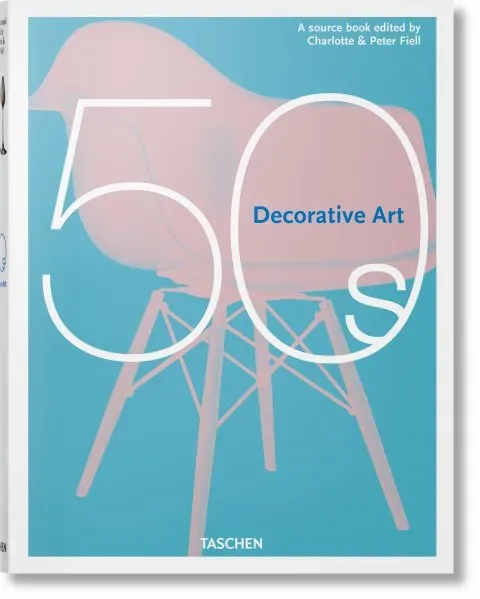 A source book edited by
Charlotte & Peter Fiell
50s
Decorative Art
TASCHEN